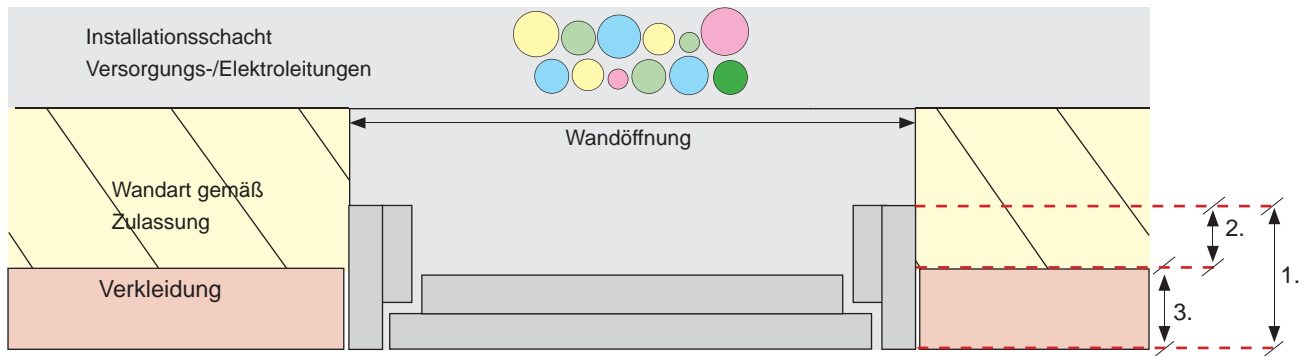 Installationsschacht
Versorgungs-/Elektroleitungen
Wandöffnung
Wandart gemäß
Zulassung
2.
1.
Verkleidung
3.